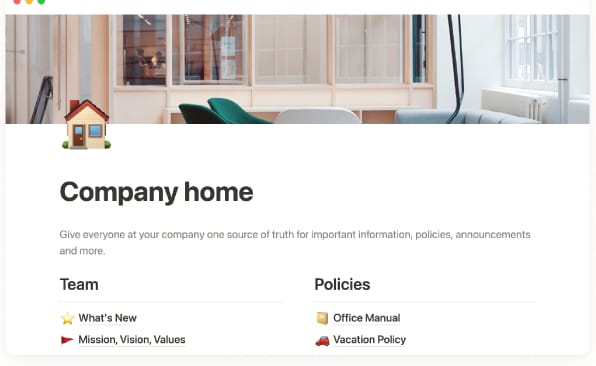 Company home
Give everyone at your company one source of truth for important information, policies, announcements
and more.
Team
What's New
Mission, Vision, Values
Policies
Office Manual
Vacation Policy